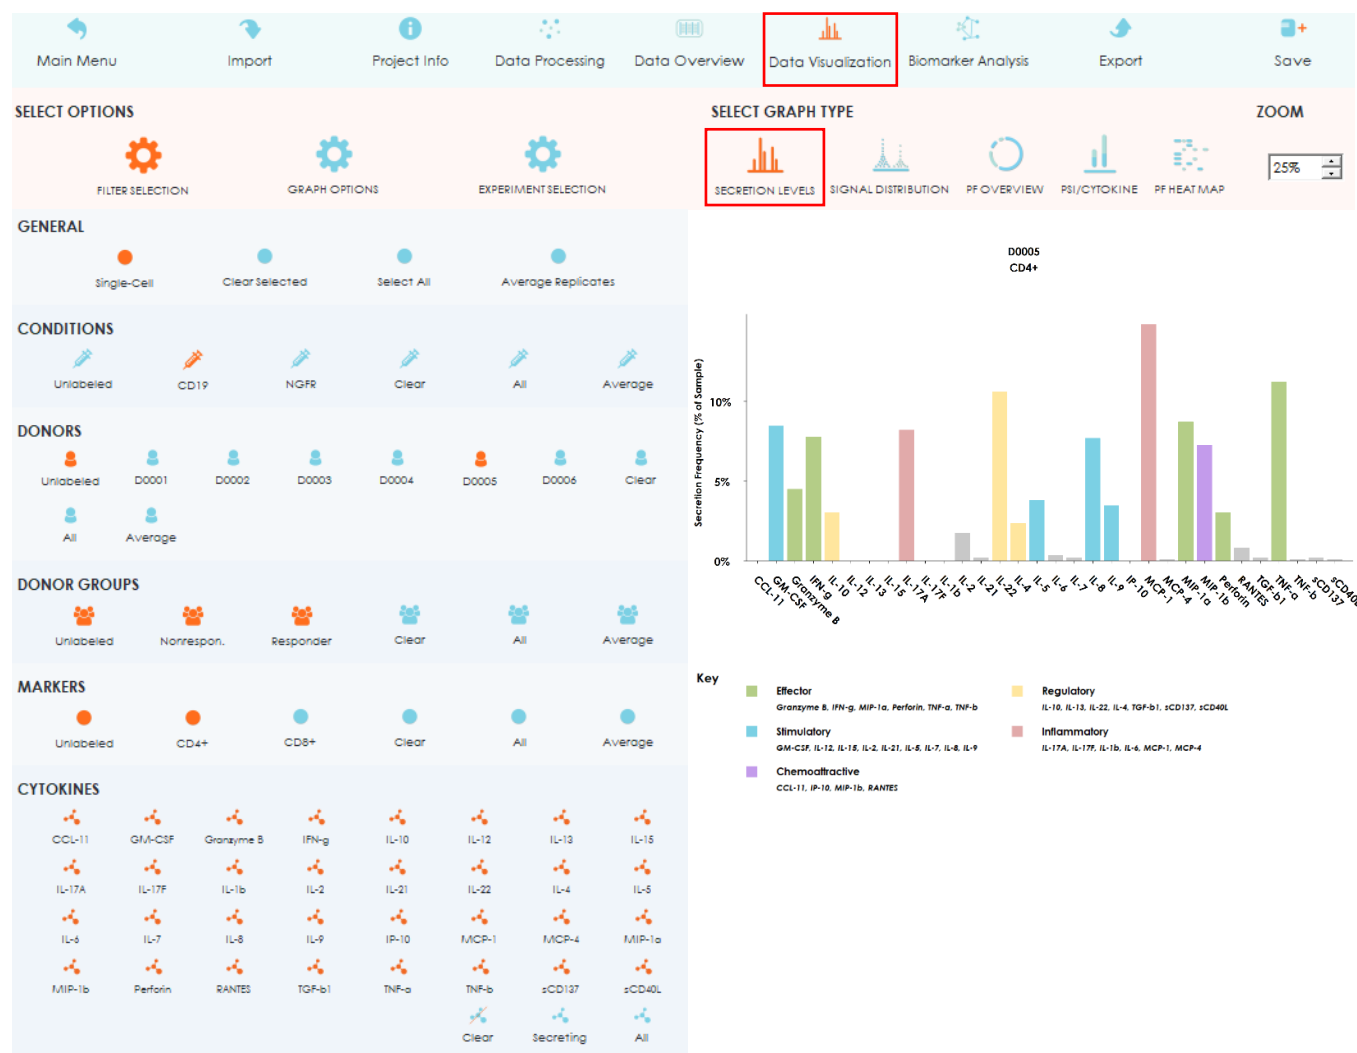 Main Menu Import Project Info Data Processing Data Overview Data Visualization Biomarker Analysis Export Save
SELECT OPTIONS
FILTER SELECTION GRAPH OPTIONS EXPERIMENT SELECTION
SELECT GRAPH TYPE
SECRETION LEVELS SIGNAL DISTRIBUTION PF OVERVIEW PSI/CYTOKINE PF HEAT MAP
ZOOM
25%
GENERAL
Single-Cell Clear Selected Select All Average Replicates
CONDITIONS
Unlabeled CD19 NGFR Clear All Average
DONORS
Unlabeled D0001 D0002 D0003 D0004 D0005 D0006 Clear
All Average
DONOR GROUPS
Unlabeled Nonrespon. Responder Clear All Average
MARKERS
Unlabeled CD4+ CD8+ Clear All Average
CYTOKINES
CCL-11 GM-CSF Granzyme B IFN-g IL-10 IL-12 IL-13 IL-15
IL-17A IL-17F IL-1b IL-2 IL-21 IL-22 IL-4 IL-5
IL-6 IL-7 IL-8 IL-9 IP-10 MCP-1 MCP-4 MIP-1a
MIP-1b Perforin RANTES TGF-b1 TNF-a TNF-b sCD137 sCD40L
Clear Secreting All
D0005
CD4+
Secretion Frequency (% of Sample)
10%
5%
0%
CCL-11 GM-CSF Granzyme B IFN-g IL-10 IL-12 IL-13 IL-15 IL-17A IL-17F IL-1b IL-2 IL-21 IL-22 IL-4 IL-5 IL-6 IL-7 IL-8 IL-9 IP-10 MCP-1 MCP-4 MIP-1a MIP-1b Perforin RANTES TGF-b1 TNF-a TNF-b sCD137 sCD40L
Key
Effector
Granzyme B, IFN-g, MIP-1a, Perforin, TNF-a, TNF-b
Stimulatory
GM-CSF, IL-12, IL-15, IL-2, IL-21, IL-5, IL-7, IL-8, IL-9
Chemoattractive
CCL-11, IP-10, MIP-1b, RANTES
Regulatory
IL-10, IL-13, IL-22, IL-4, TGF-b1, sCD137, sCD40L
Inflammatory
IL-17A, IL-17F, IL-1b, IL-6, MCP-1, MCP-4